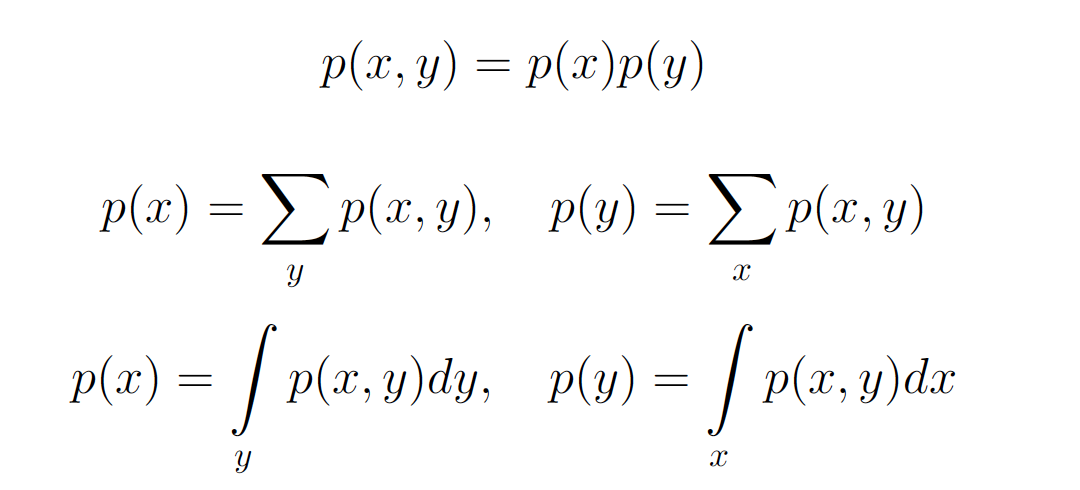 p(x, y) = p(x)p(y)
p(x) = ∑_y p(x, y),  p(y) = ∑_x p(x, y)
p(x) = ∫_y p(x, y)dy,  p(y) = ∫_x p(x, y)dx